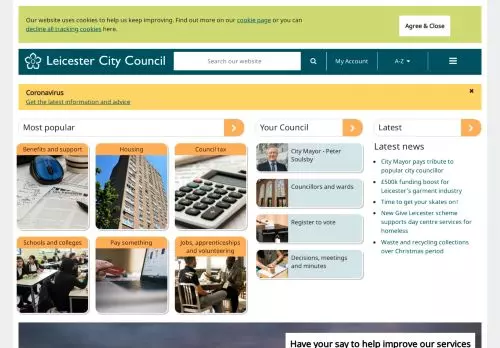 Our website uses cookies to help us keep improving. Find out more on our cookie page or you can
decline all tracking cookies here.
Agree & Close
Leicester City Council
Search our website
My Account
A-Z
Coronavirus
Get the latest information and advice
Most popular
Benefits and support
Housing
Council tax
Schools and colleges
Pay something
Jobs, apprenticeships
and volunteering
Your Council
City Mayor - Peter
Soulsby
Councillors and wards
Register to vote
Decisions, meetings
and minutes
Latest
Latest news
City Mayor pays tribute to
popular city councillor
£500k funding boost for
Leicester's garment industry
Time to get your skates on!
New Give Leicester scheme
supports day centre services for
homeless
Waste and recycling collections
over Christmas period
Have your say to help improve our services